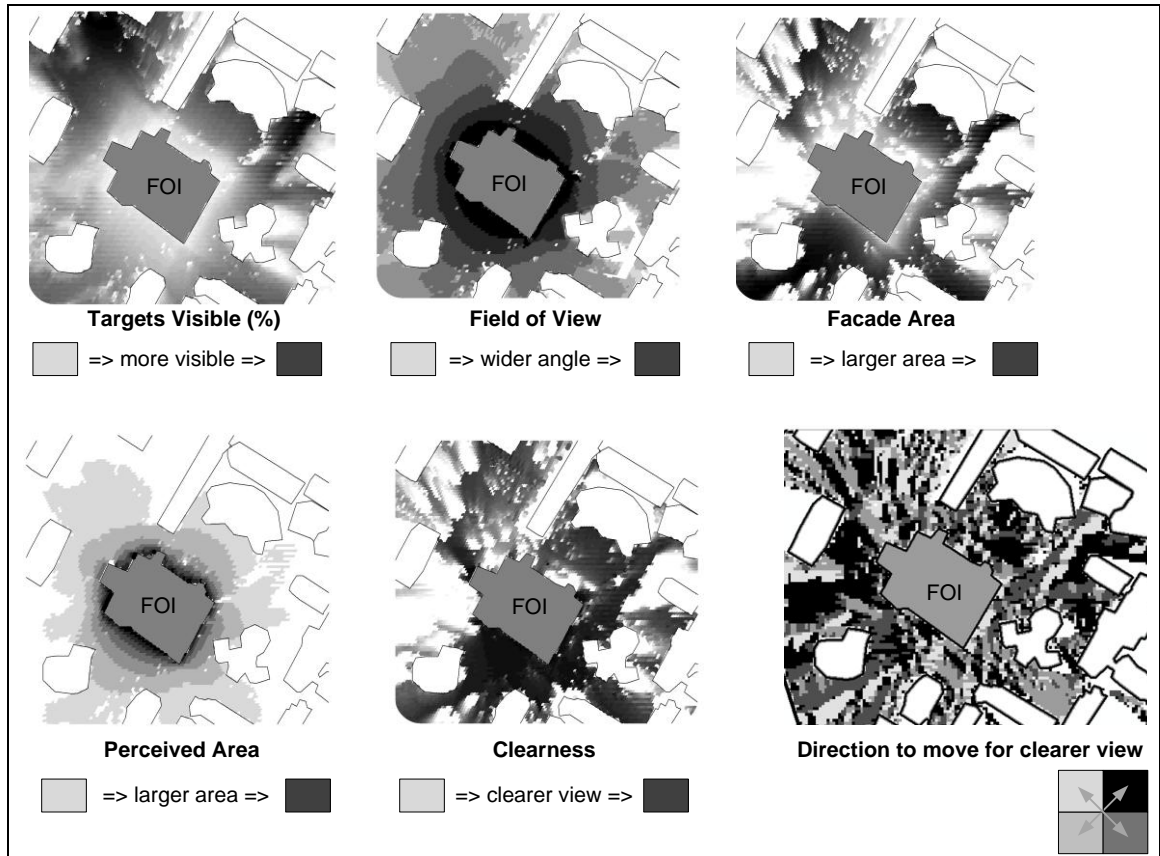 FOI
FOI
FOI
Targets Visible (%)
Field of View
Facade Area
=> more visible =>
=> wider angle =>
=> larger area =>
FOI
FOI
FOI
Perceived Area
Clearness
Direction to move for clearer view
=> larger area =>
=> clearer view =>